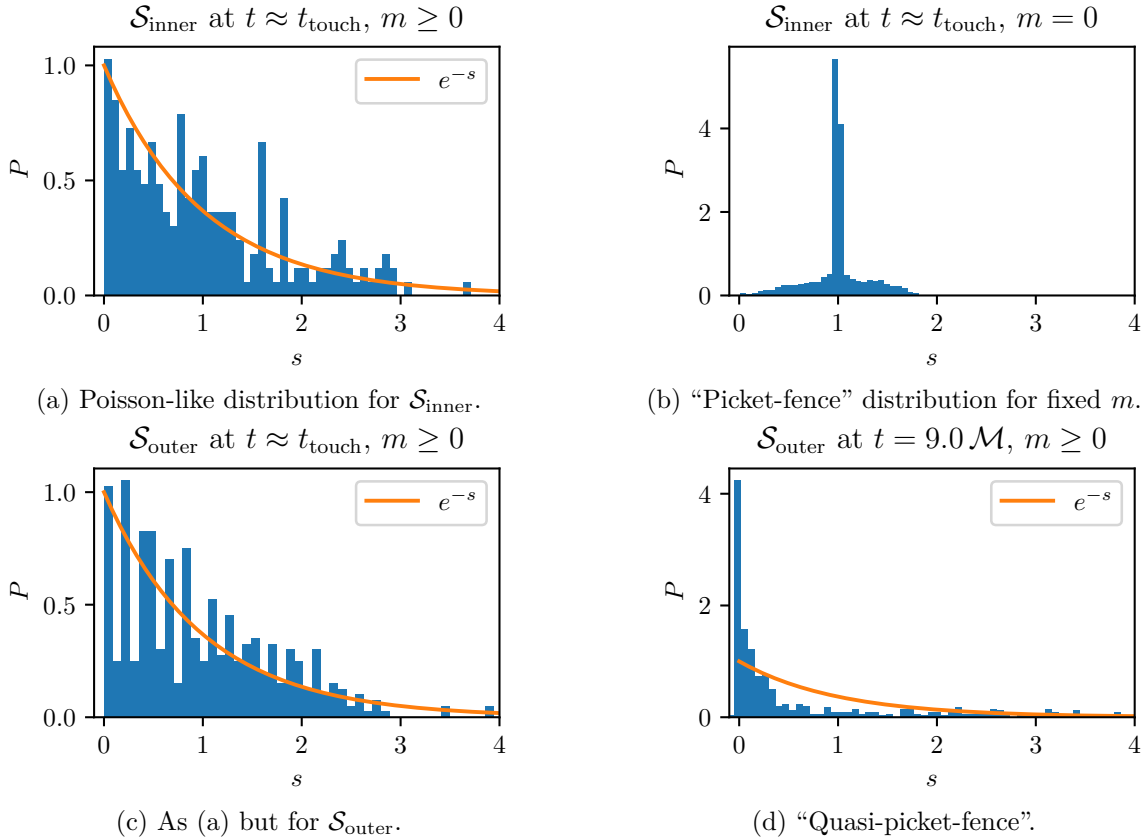 S_inner at t ≈ t_touch, m ≥ 0
1.0
0.5
0.0
P
e^{-s}
0 1 2 3 4
s
(a) Poisson-like distribution for S_inner.
S_inner at t ≈ t_touch, m = 0
4
2
0
P
0 1 2 3 4
s
(b) “Picket-fence” distribution for fixed m.
S_outer at t ≈ t_touch, m ≥ 0
1.0
0.5
0.0
P
e^{-s}
0 1 2 3 4
s
(c) As (a) but for S_outer.
S_outer at t = 9.0 M, m ≥ 0
4
2
0
P
e^{-s}
0 1 2 3 4
s
(d) “Quasi-picket-fence”.